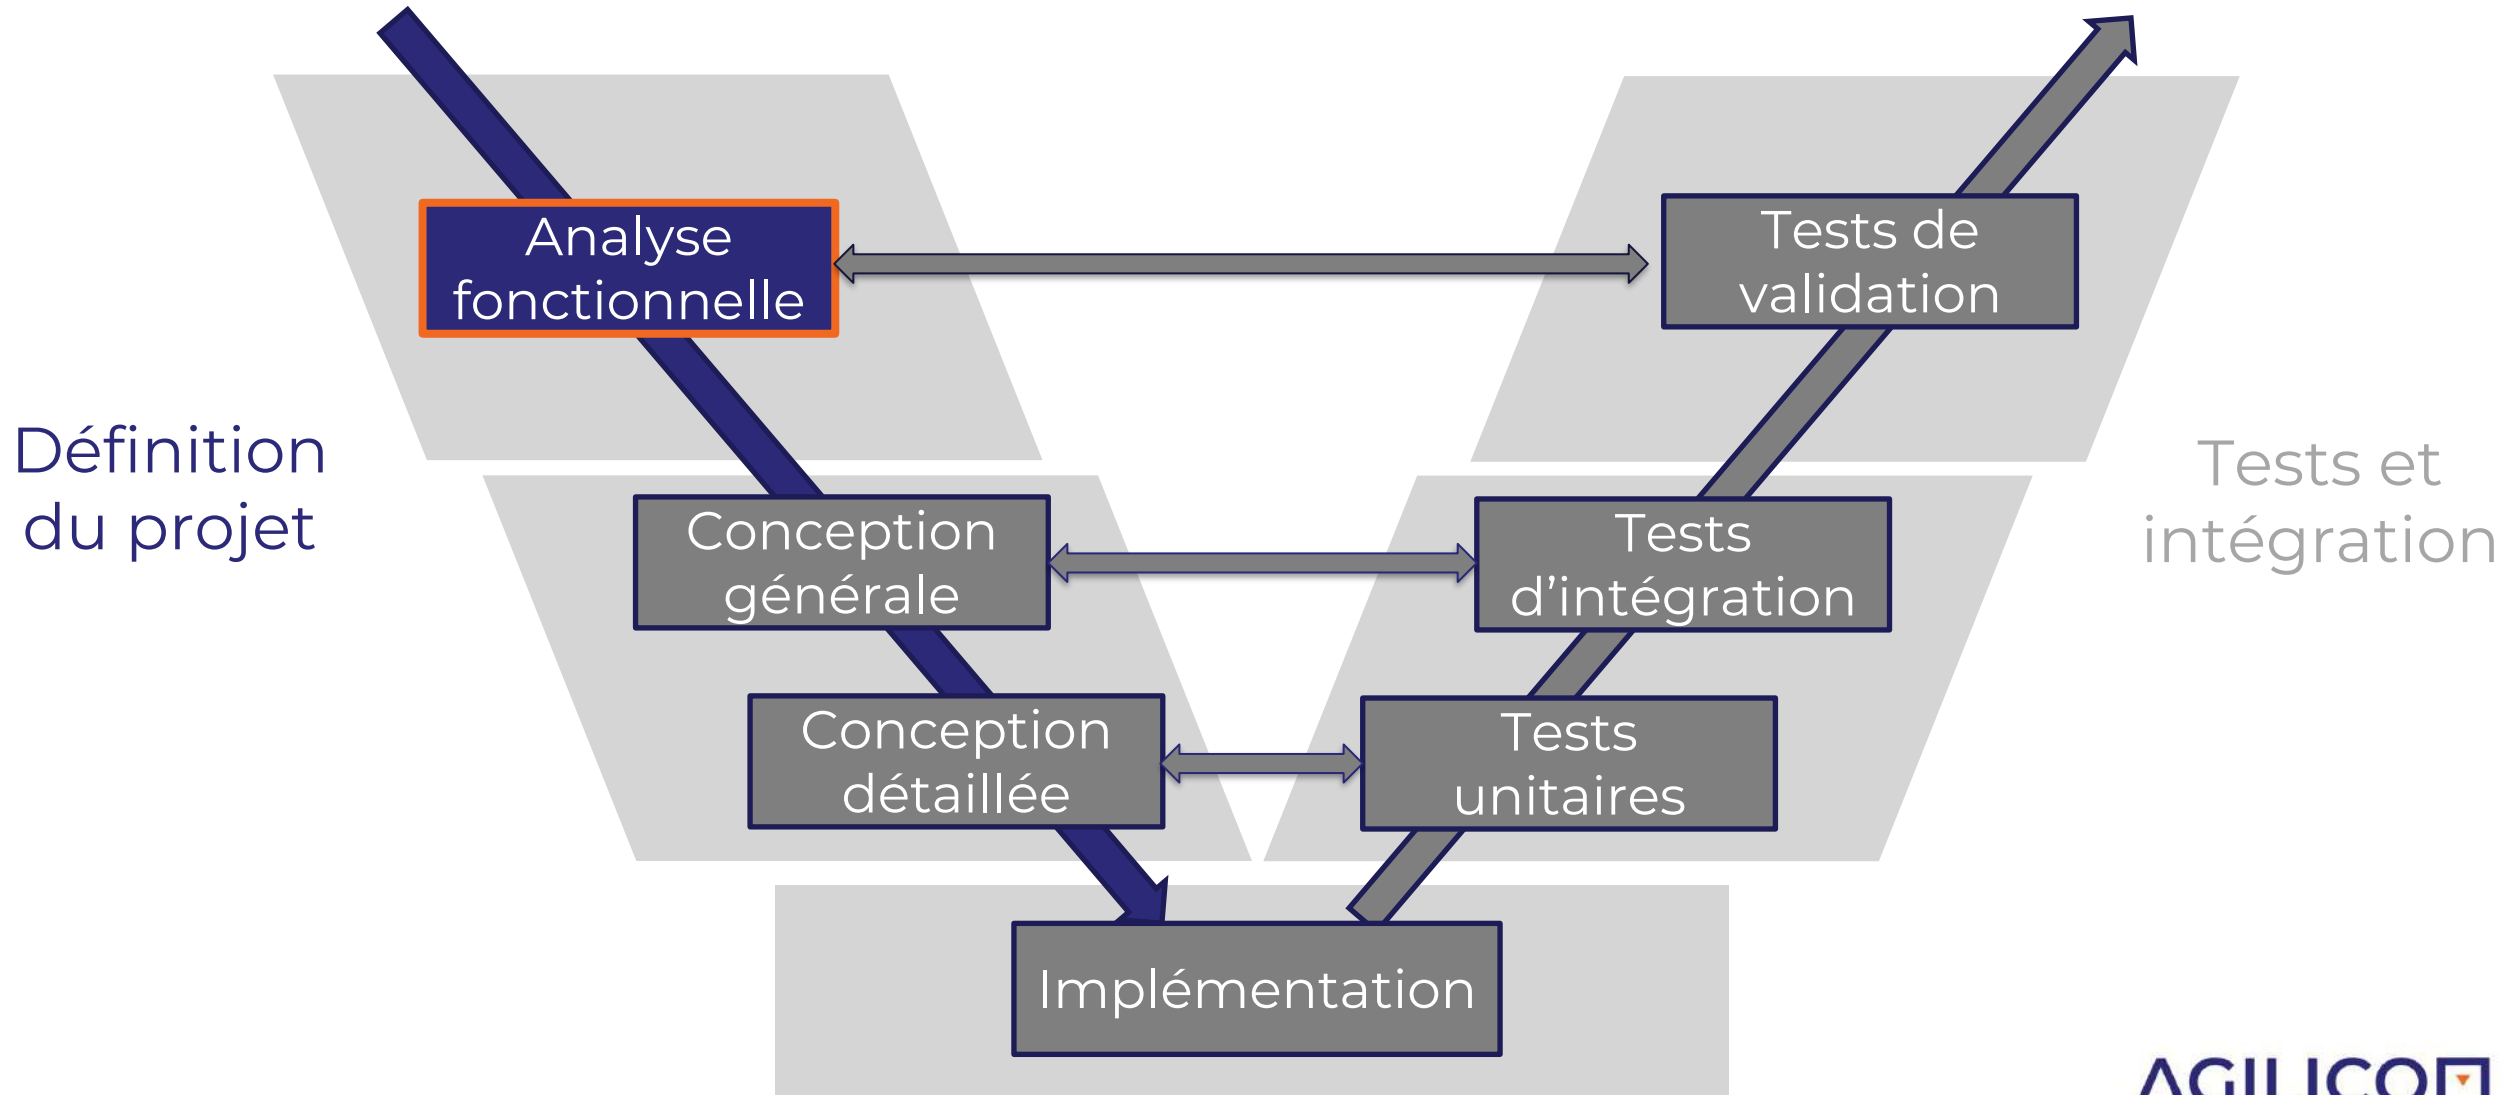 Analyse
fonctionnelle
Tests de
validation
Définition
du projet
Tests et
intégration
Conception
générale
Tests
d'intégration
Conception
détaillée
Tests
unitaires
Implémentation
AGILICOM